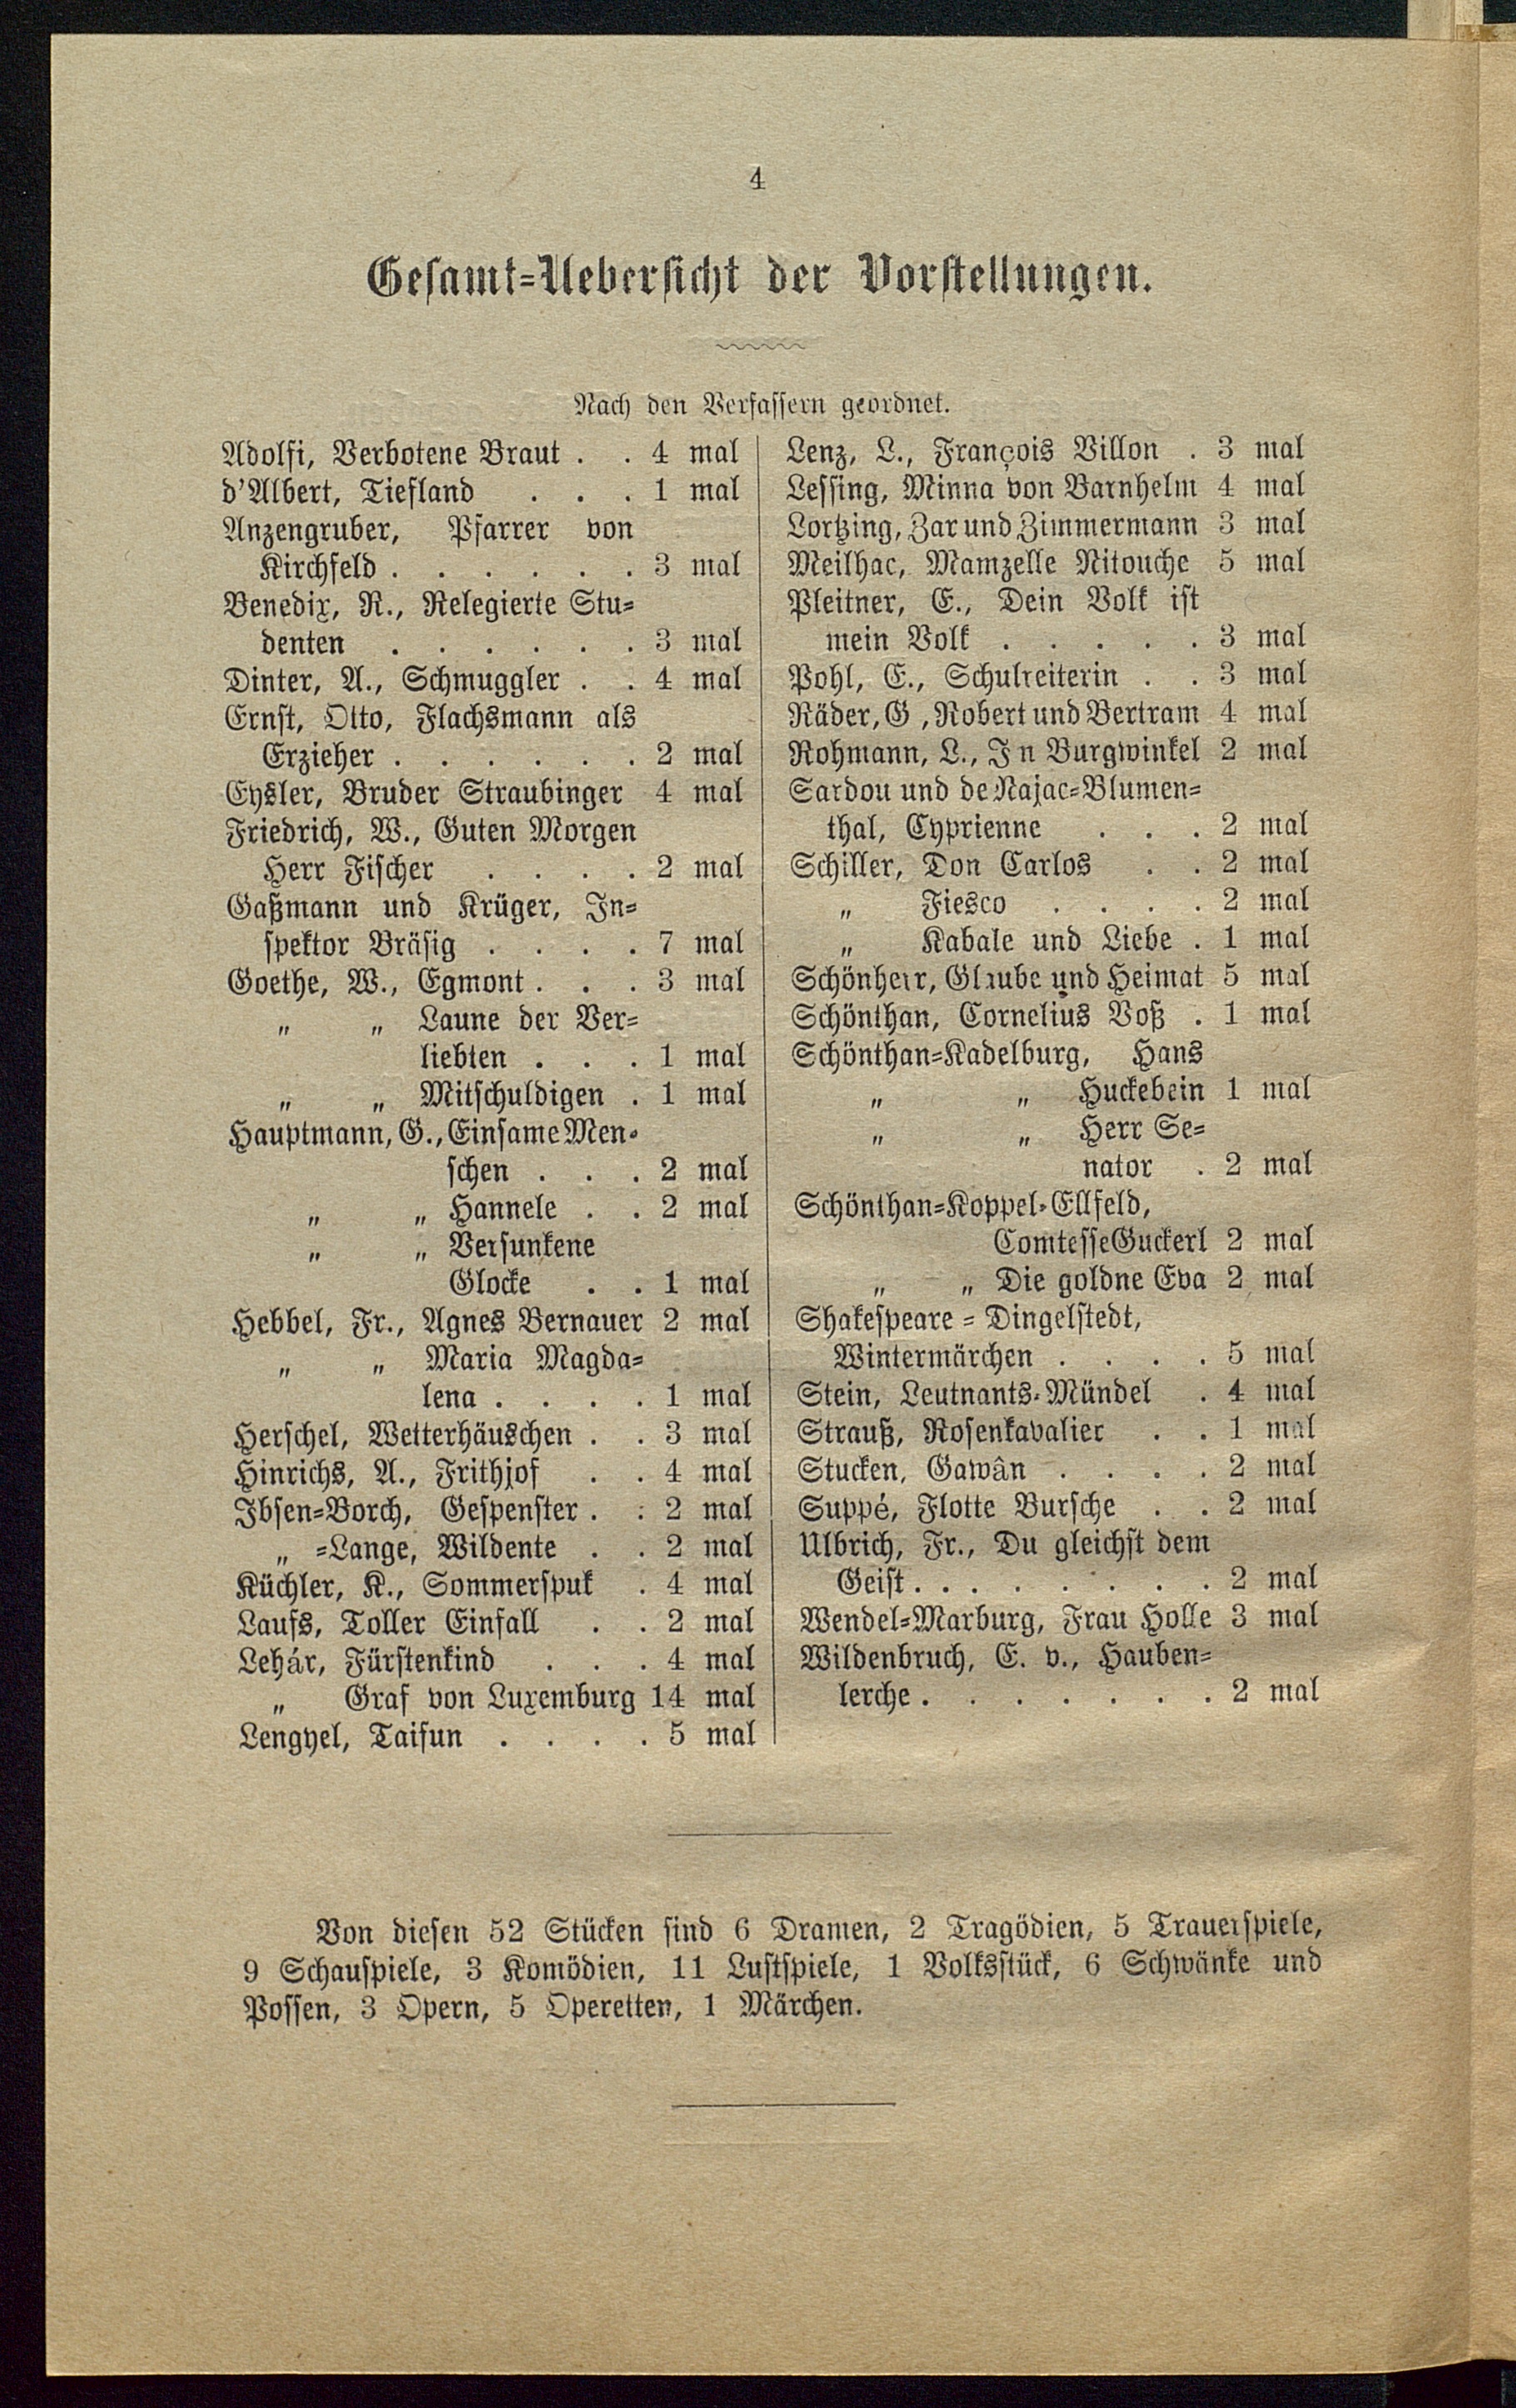 4
Gesamt=Uebersicht der Vorstellungen.
Nach den Verfassern geordnet.
Adolfi, Verbotene Braut . . 4 mal
d'Albert, Tiefland . . . 1 mal
Anzengruber, Pfarrer von
Kirchfeld . . . . . . 3 mal
Benedix, R., Relegierte Stu=
denten . . . . . . 3 mal
Dinter, A., Schmuggler . . 4 mal
Ernst, Otto, Flachsmann als
Erzieher . . . . . . 2 mal
Eysler, Bruder Straubinger 4 mal
Friedrich, W., Guten Morgen
Herr Fischer . . . . 2 mal
Gaßmann und Krüger, In=
spektor Bräsig . . . . 7 mal
Goethe, W., Egmont . . . 3 mal
„ „ Laune der Ver=
liebten . . . 1 mal
„ „ Mitschuldigen . 1 mal
Hauptmann, G., Einsame Men=
schen . . . 2 mal
„ „ Hannele . . 2 mal
„ „ Versunkene
Glocke . . 1 mal
Hebbel, Fr., Agnes Bernauer 2 mal
„ „ Maria Magda=
lena . . . . 1 mal
Herschel, Wetterhäuschen . . 3 mal
Hinrichs, A., Frithjof . . 4 mal
Ibsen=Borch, Gespenster . : 2 mal
„ =Lange, Wildente . . 2 mal
Küchler, K., Sommerspuk . 4 mal
Laufs, Toller Einfall . . 2 mal
Lehár, Fürstenkind . . . 4 mal
„ Graf von Luxemburg 14 mal
Lengyel, Taifun . . . . 5 mal
Lenz, L., François Villon . 3 mal
Lessing, Minna von Barnhelm 4 mal
Lortzing, Zar und Zimmermann 3 mal
Meilhac, Mamzelle Nitouche 5 mal
Pleitner, E., Dein Volk ist
mein Volk . . . . . 3 mal
Pohl, E., Schulreiterin . . 3 mal
Räder, G , Robert und Bertram 4 mal
Rohmann, L., J n Burgwinkel 2 mal
Sardou und de Najac=Blumen=
thal, Cyprienne . . . 2 mal
Schiller, Don Carlos . . 2 mal
„ Fiesco . . . . 2 mal
„ Kabale und Liebe . 1 mal
Schönherr, Glaube und Heimat 5 mal
Schönthan, Cornelius Voß . 1 mal
Schönthan=Kadelburg, Hans
„ „ Huckebein 1 mal
„ „ Herr Se=
nator . 2 mal
Schönthan=Koppel=Ellfeld,
Comtesse Guckerl 2 mal
„ „ Die goldne Eva 2 mal
Shakespeare = Dingelstedt,
Wintermärchen . . . . 5 mal
Stein, Leutnants=Mündel . 4 mal
Strauß, Rosenkavalier . . 1 mal
Stucken, Gawân . . . . 2 mal
Suppé, Flotte Bursche . . 2 mal
Ulbrich, Fr., Du gleichst dem
Geist . . . . . . . . 2 mal
Wendel=Marburg, Frau Holle 3 mal
Wildenbruch, E. v., Hauben=
lerche . . . . . . . 2 mal
Von diesen 52 Stücken sind 6 Dramen, 2 Tragödien, 5 Trauerspiele,
9 Schauspiele, 3 Komödien, 11 Lustspiele, 1 Volksstück, 6 Schwänke und
Possen, 3 Opern, 5 Operetten, 1 Märchen.